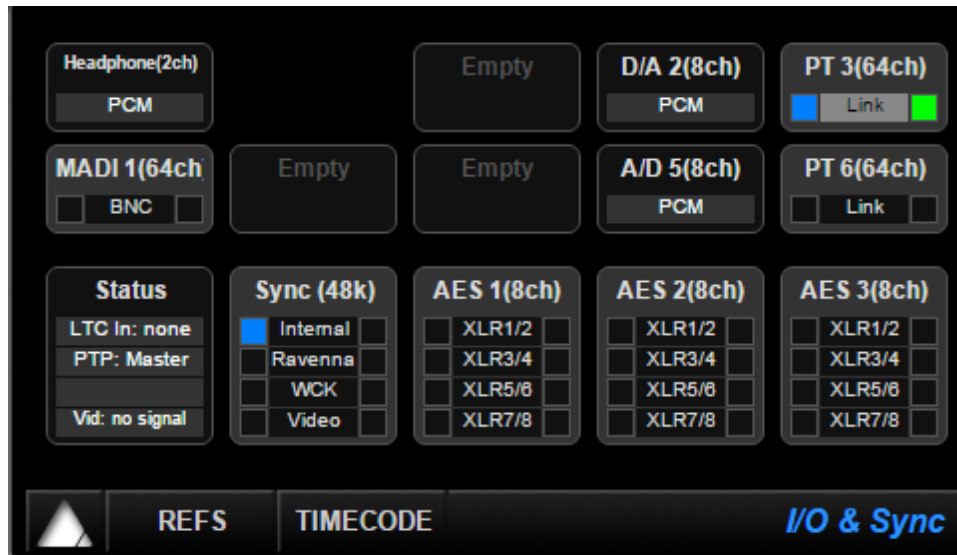 Headphone(2ch)
PCM
Empty
D/A 2(8ch)
PCM
PT 3(64ch)
Link
MADI 1(64ch)
BNC
Empty
Empty
A/D 5(8ch)
PCM
PT 6(64ch)
Link
Status
LTC In: none
PTP: Master
Vid: no signal
Sync (48k)
Internal
Ravenna
WCK
Video
AES 1(8ch)
XLR1/2
XLR3/4
XLR5/6
XLR7/8
AES 2(8ch)
XLR1/2
XLR3/4
XLR5/6
XLR7/8
AES 3(8ch)
XLR1/2
XLR3/4
XLR5/6
XLR7/8
REFS
TIMECODE
I/O & Sync